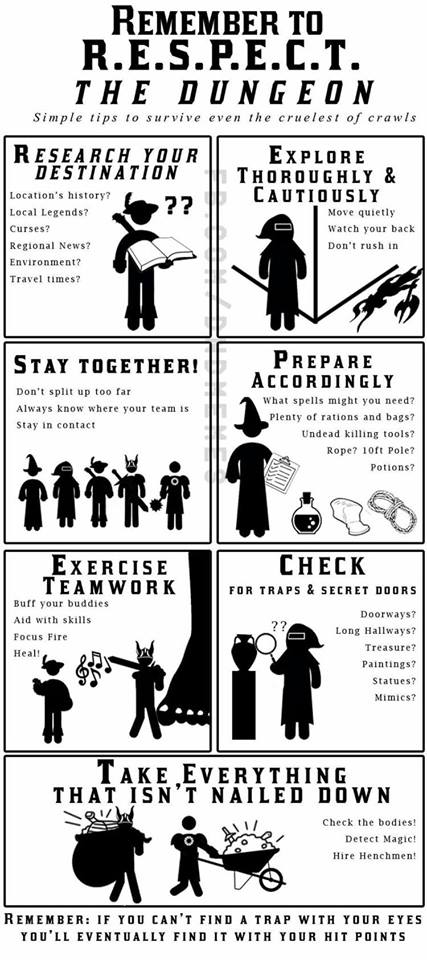 REMEMBER TO
R.E.S.P.E.C.T.
THE DUNGEON
Simple tips to survive even the cruelest of crawls
RESEARCH YOUR
DESTINATION
Location's history?
Local Legends?
Curses?
Regional News?
Environment?
Travel times?
??
EXPLORE
THOROUGHLY &
CAUTIOUSLY
Move quietly
Watch your back
Don't rush in
STAY TOGETHER!
Don't split up too far
Always know where your team is
Stay in contact
PREPARE
ACCORDINGLY
What spells might you need?
Plenty of rations and bags?
Undead killing tools?
Rope? 10ft Pole?
Potions?
EXERCISE
TEAMWORK
Buff your buddies
Aid with skills
Focus Fire
Heal!
CHECK
FOR TRAPS & SECRET DOORS
??
Doorways?
Long Hallways?
Treasure?
Paintings?
Statues?
Mimics?
TAKE EVERYTHING
THAT ISN'T NAILED DOWN
Check the bodies!
Detect Magic!
Hire Henchmen!
REMEMBER: IF YOU CAN'T FIND A TRAP WITH YOUR EYES
YOU'LL EVENTUALLY FIND IT WITH YOUR HIT POINTS